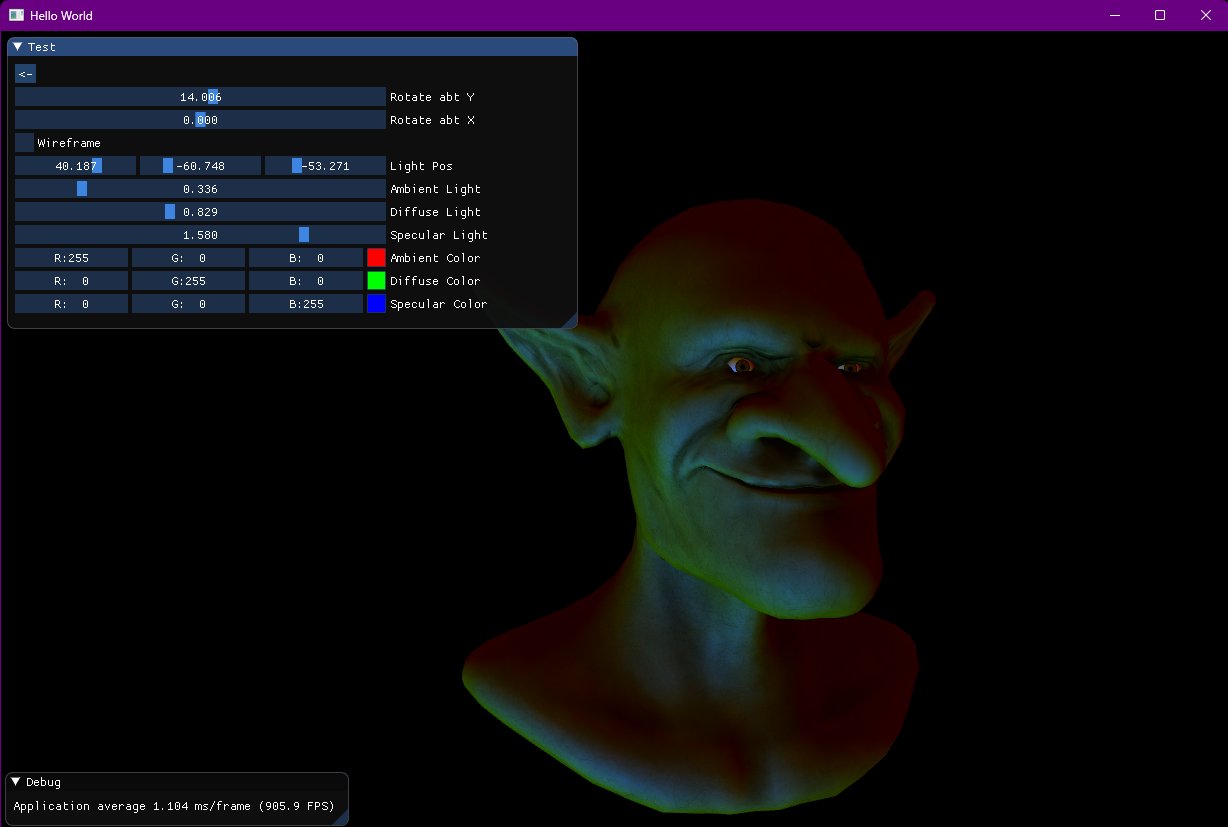 Hello World
Test
<-
14.006 Rotate abt Y
0.000 Rotate abt X
Wireframe
40.187 -60.748 -53.271 Light Pos
0.336 Ambient Light
0.829 Diffuse Light
1.580 Specular Light
R:255 G:  0 B:  0 Ambient Color
R:  0 G:255 B:  0 Diffuse Color
R:  0 G:  0 B:255 Specular Color
Debug
Application average 1.104 ms/frame (905.9 FPS)